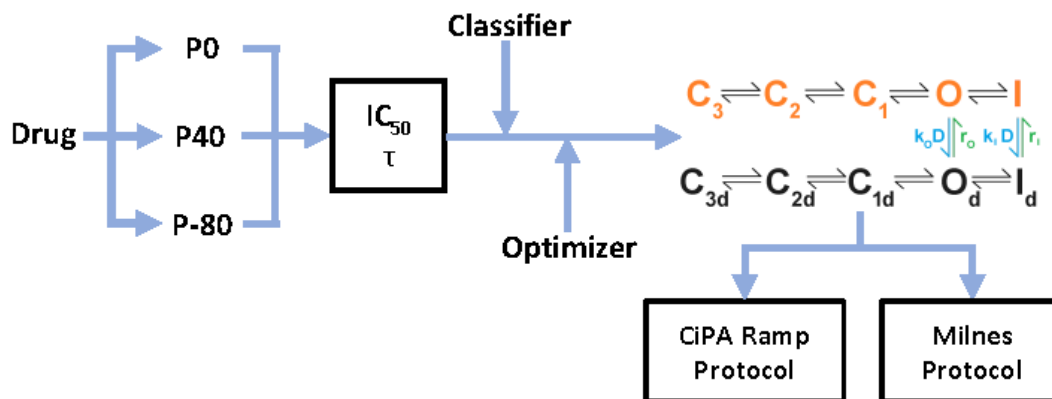 Classifier
P0
Drug
P40
P-80
IC50
τ
Optimizer
C3 ⇌ C2 ⇌ C1 ⇌ O ⇌ I
koD ro kiD ri
C3d ⇌ C2d ⇌ C1d ⇌ Od ⇌ Id
CiPA Ramp
Protocol
Milnes
Protocol